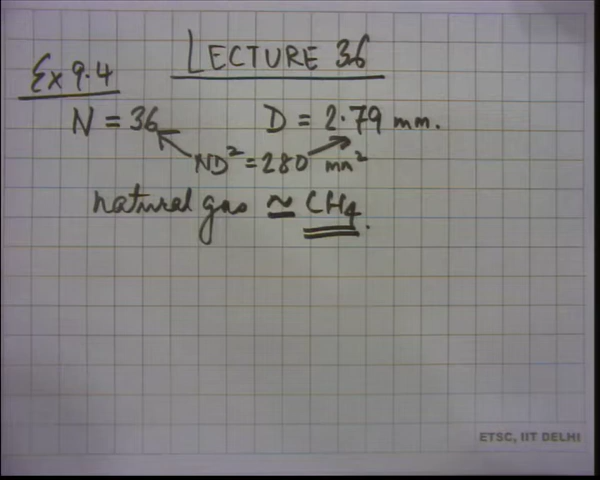 LECTURE 36
Ex 9.4
N = 36 D = 2.79 mm.
ND² = 280 mm²
natural gas ≈ CH₄.
ETSC, IIT DELHI